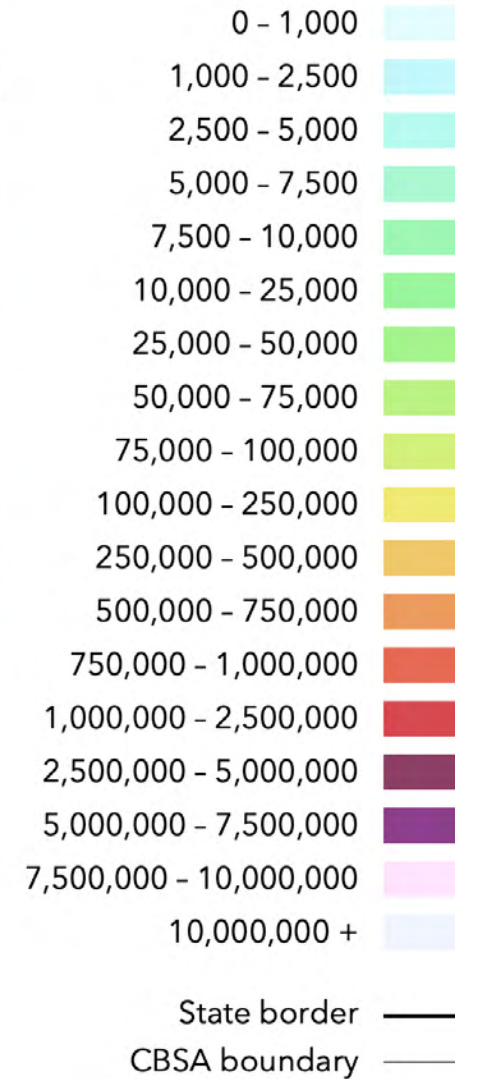 0 – 1,000
1,000 – 2,500
2,500 – 5,000
5,000 – 7,500
7,500 – 10,000
10,000 – 25,000
25,000 – 50,000
50,000 – 75,000
75,000 – 100,000
100,000 – 250,000
250,000 – 500,000
500,000 – 750,000
750,000 – 1,000,000
1,000,000 – 2,500,000
2,500,000 – 5,000,000
5,000,000 – 7,500,000
7,500,000 – 10,000,000
10,000,000 +
State border
CBSA boundary